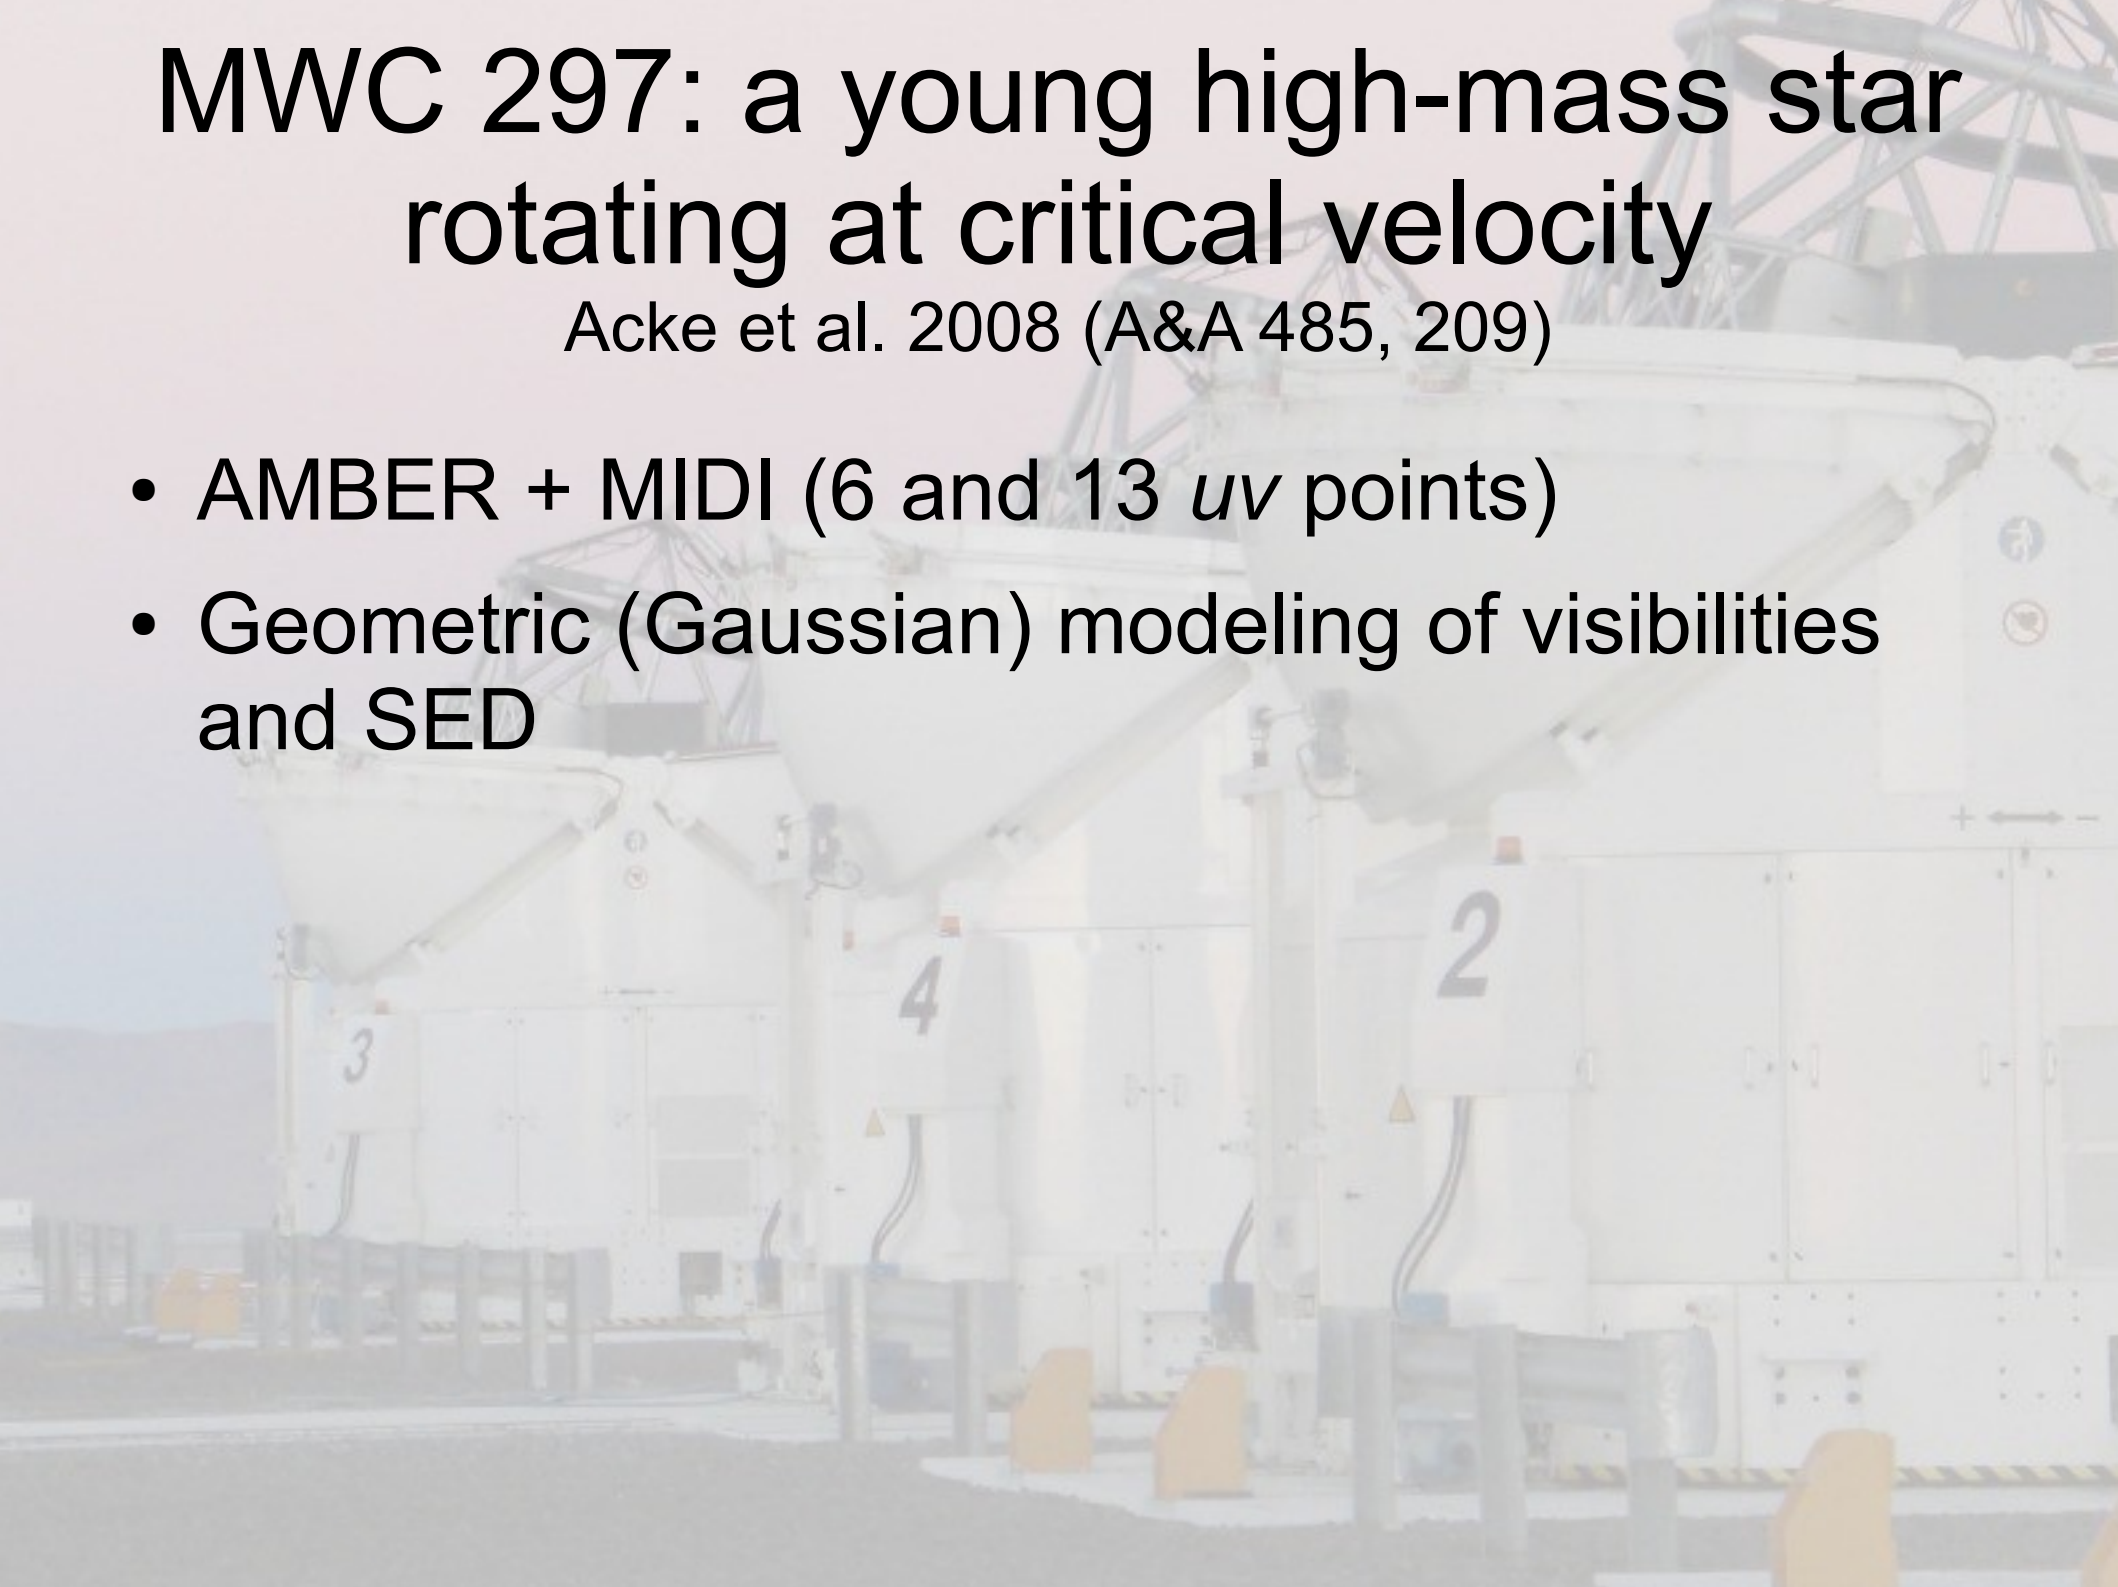 MWC 297: a young high-mass star
rotating at critical velocity
Acke et al. 2008 (A&A 485, 209)
• AMBER + MIDI (6 and 13 uv points)
• Geometric (Gaussian) modeling of visibilities
and SED
+ -
2
4
3